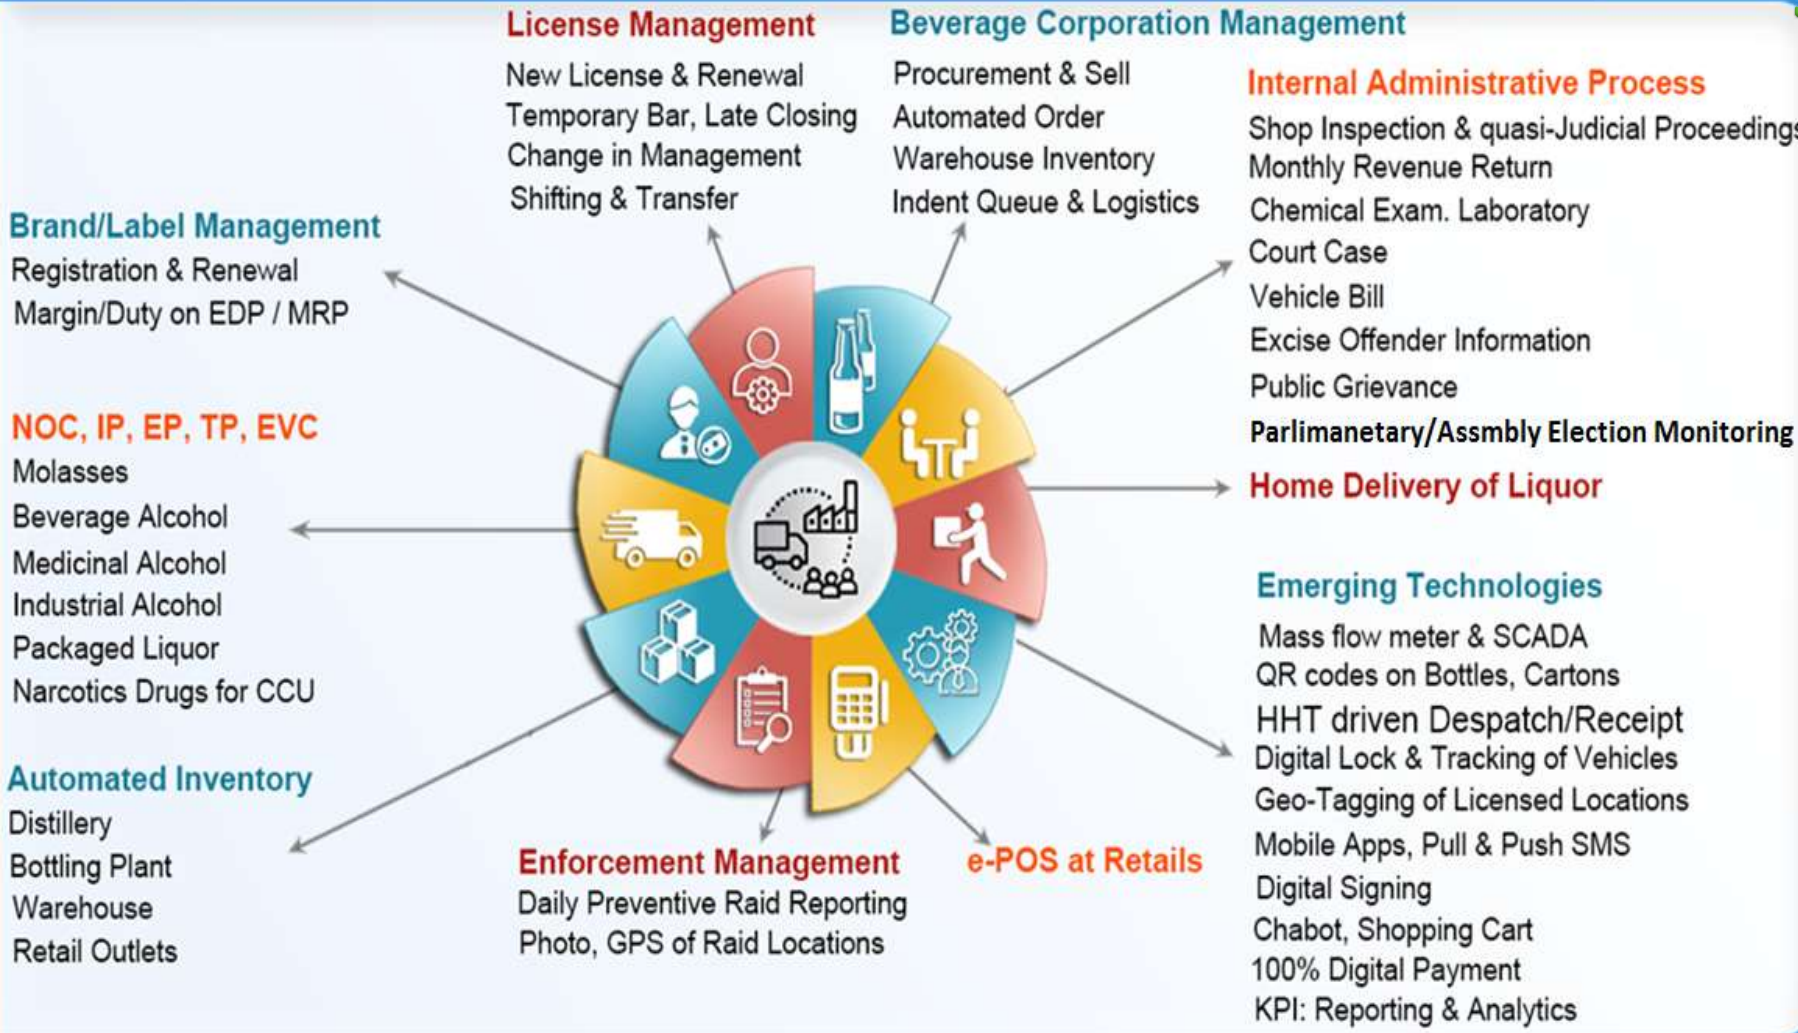 License Management
New License & Renewal
Temporary Bar, Late Closing
Change in Management
Shifting & Transfer
Beverage Corporation Management
Procurement & Sell
Automated Order
Warehouse Inventory
Indent Queue & Logistics
Internal Administrative Process
Shop Inspection & quasi-Judicial Proceedings
Monthly Revenue Return
Chemical Exam. Laboratory
Court Case
Vehicle Bill
Excise Offender Information
Public Grievance
Parlimanetary/Assmbly Election Monitoring
Home Delivery of Liquor
Emerging Technologies
Mass flow meter & SCADA
QR codes on Bottles, Cartons
HHT driven Despatch/Receipt
Digital Lock & Tracking of Vehicles
Geo-Tagging of Licensed Locations
Mobile Apps, Pull & Push SMS
Digital Signing
Chabot, Shopping Cart
100% Digital Payment
KPI: Reporting & Analytics
e-POS at Retails
Enforcement Management
Daily Preventive Raid Reporting
Photo, GPS of Raid Locations
Brand/Label Management
Registration & Renewal
Margin/Duty on EDP / MRP
NOC, IP, EP, TP, EVC
Molasses
Beverage Alcohol
Medicinal Alcohol
Industrial Alcohol
Packaged Liquor
Narcotics Drugs for CCU
Automated Inventory
Distillery
Bottling Plant
Warehouse
Retail Outlets